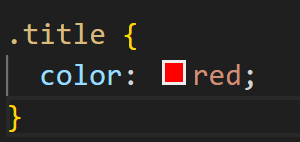 .title {
  color: red;
}